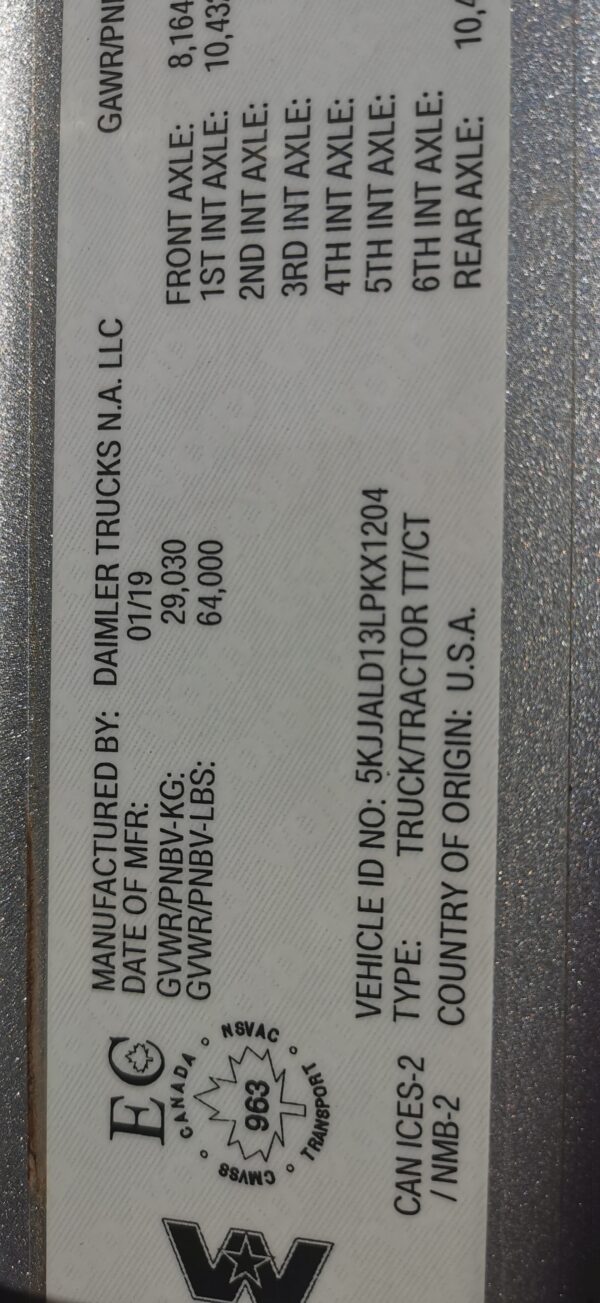 MANUFACTURED BY: DAIMLER TRUCKS N.A. LLC
DATE OF MFR: 01/19
GVWR/PNBV-KG: 29,030
GVWR/PNBV-LBS: 64,000
VEHICLE ID NO: 5KJJALD13LPKX1204
TYPE: TRUCK/TRACTOR TT/CT
COUNTRY OF ORIGIN: U.S.A.
EC
CANADA
NSVAC
TRANSPORT
CMVSS
963
CAN ICES-2
/ NMB-2
FRONT AXLE: 8,164
1ST INT AXLE:
2ND INT AXLE:
3RD INT AXLE:
4TH INT AXLE:
5TH INT AXLE:
6TH INT AXLE:
REAR AXLE: